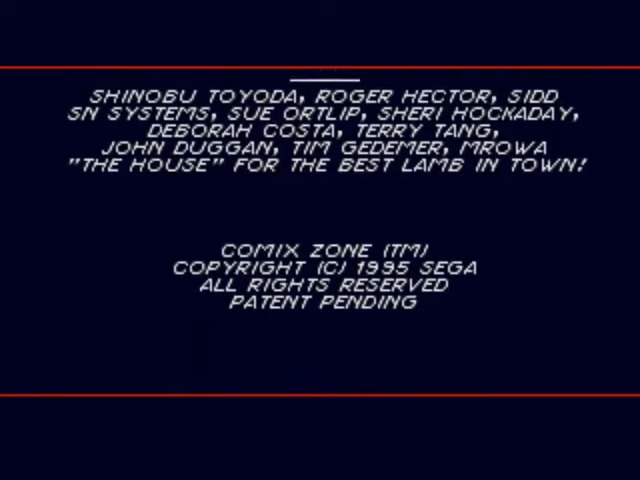 SHINOBU TOYODA, ROGER HECTOR, SIDD
SN SYSTEMS, SUE ORTLIP, SHERI HOCKADAY,
DEBORAH COSTA, TERRY TANG,
JOHN DUGGAN, TIM GEDEMER, MROWA
"THE HOUSE" FOR THE BEST LAMB IN TOWN!
COMIX ZONE (TM)
COPYRIGHT (C) 1995 SEGA
ALL RIGHTS RESERVED
PATENT PENDING